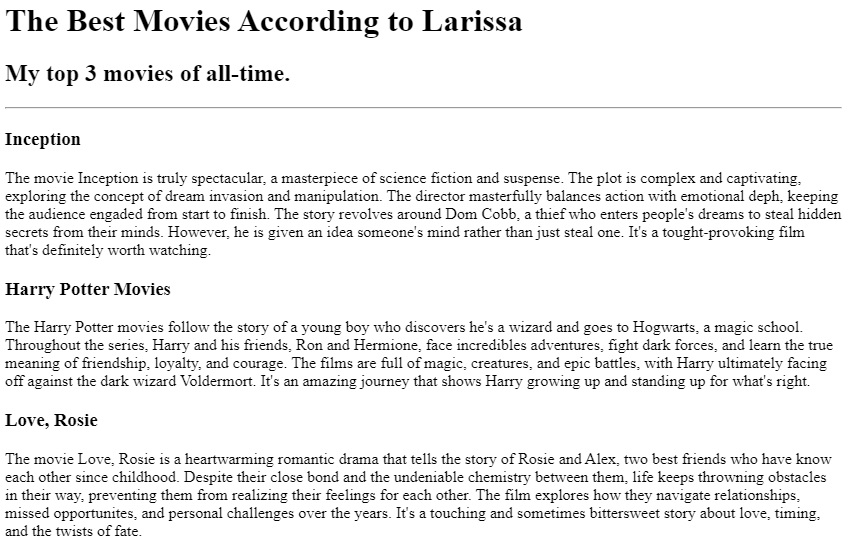 The Best Movies According to Larissa
My top 3 movies of all-time.
Inception
The movie Inception is truly spectacular, a masterpiece of science fiction and suspense. The plot is complex and captivating,
exploring the concept of dream invasion and manipulation. The director masterfully balances action with emotional deph, keeping
the audience engaded from start to finish. The story revolves around Dom Cobb, a thief who enters people's dreams to steal hidden
secrets from their minds. However, he is given an idea someone's mind rather than just steal one. It's a tought-provoking film
that's definitely worth watching.
Harry Potter Movies
The Harry Potter movies follow the story of a young boy who discovers he's a wizard and goes to Hogwarts, a magic school.
Throughout the series, Harry and his friends, Ron and Hermione, face incredibles adventures, fight dark forces, and learn the true
meaning of friendship, loyalty, and courage. The films are full of magic, creatures, and epic battles, with Harry ultimately facing
off against the dark wizard Voldermort. It's an amazing journey that shows Harry growing up and standing up for what's right.
Love, Rosie
The movie Love, Rosie is a heartwarming romantic drama that tells the story of Rosie and Alex, two best friends who have know
each other since childhood. Despite their close bond and the undeniable chemistry between them, life keeps throwning obstacles
in their way, preventing them from realizing their feelings for each other. The film explores how they navigate relationships,
missed opportunites, and personal challenges over the years. It's a touching and sometimes bittersweet story about love, timing,
and the twists of fate.